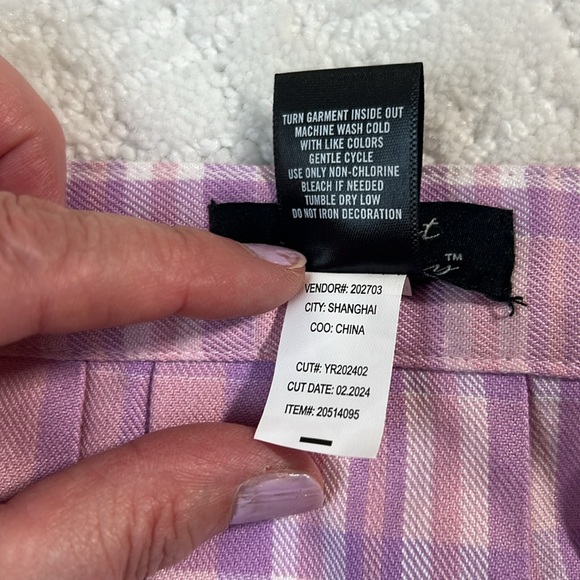 TURN GARMENT INSIDE OUT
MACHINE WASH COLD
WITH LIKE COLORS
GENTLE CYCLE
USE ONLY NON-CHLORINE
BLEACH IF NEEDED
TUMBLE DRY LOW
DO NOT IRON DECORATION
TM
VENDOR#: 202703
CITY: SHANGHAI
COO: CHINA
CUT#: YR202402
CUT DATE: 02.2024
ITEM#: 20514095